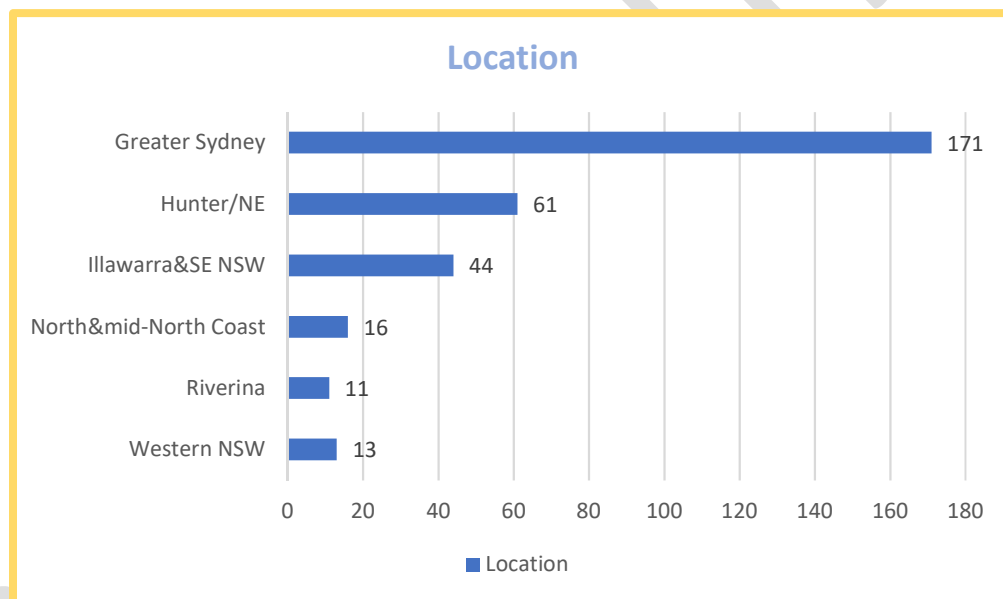 Location
Greater Sydney 171
Hunter/NE 61
Illawarra&SE NSW 44
North&mid-North Coast 16
Riverina 11
Western NSW 13
0 20 40 60 80 100 120 140 160 180
Location